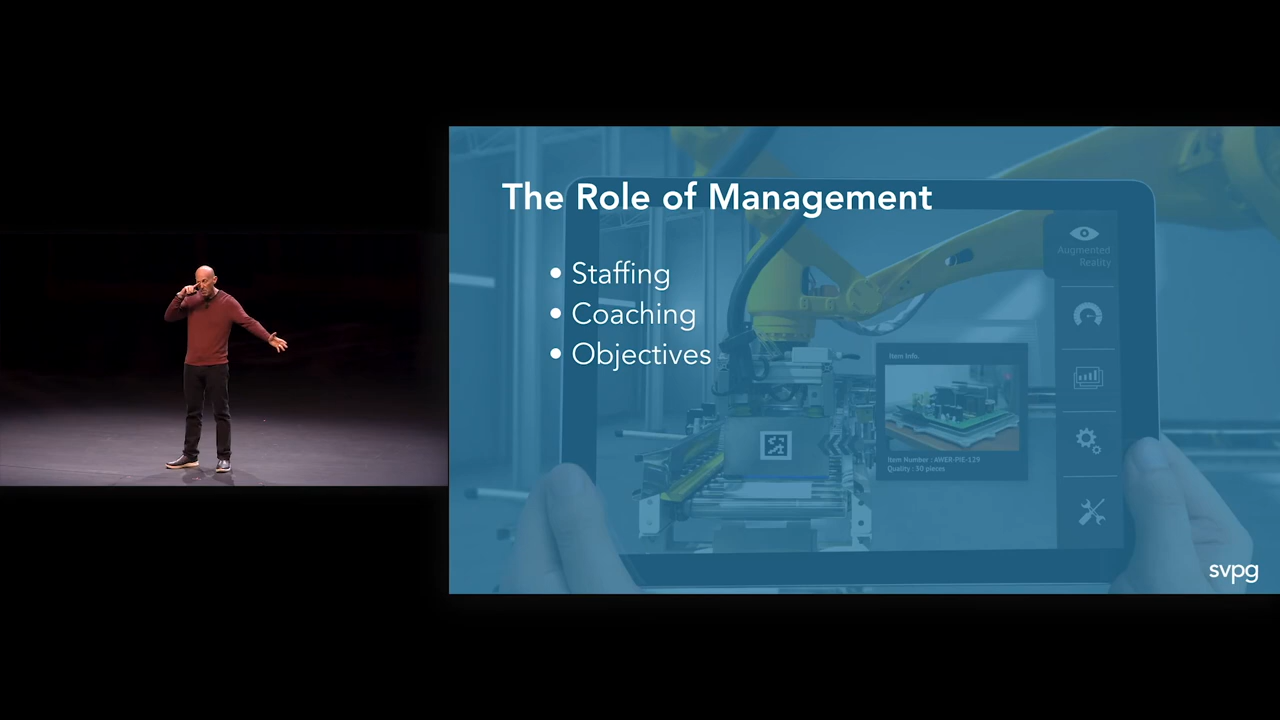 The Role of Management
• Staffing
• Coaching
• Objectives
Augmented
Reality
Item Info.
Item Number : AWER-PIE-129
Quality : 50 pieces
svpg